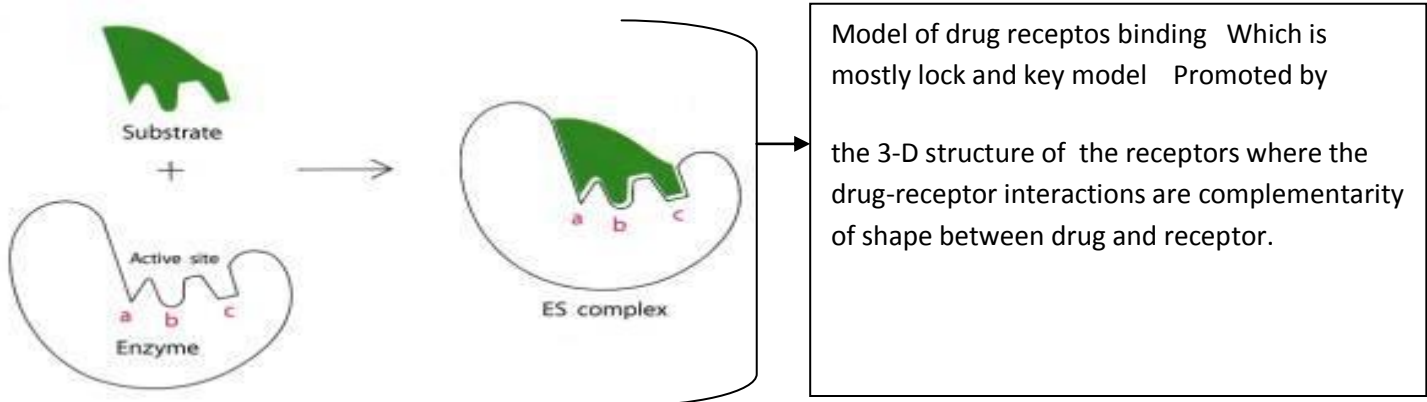 Substrate
+
Active site
a b c
Enzyme
a b c
ES complex
Model of drug receptos binding Which is
mostly lock and key model Promoted by
the 3-D structure of the receptors where the
drug-receptor interactions are complementarity
of shape between drug and receptor.